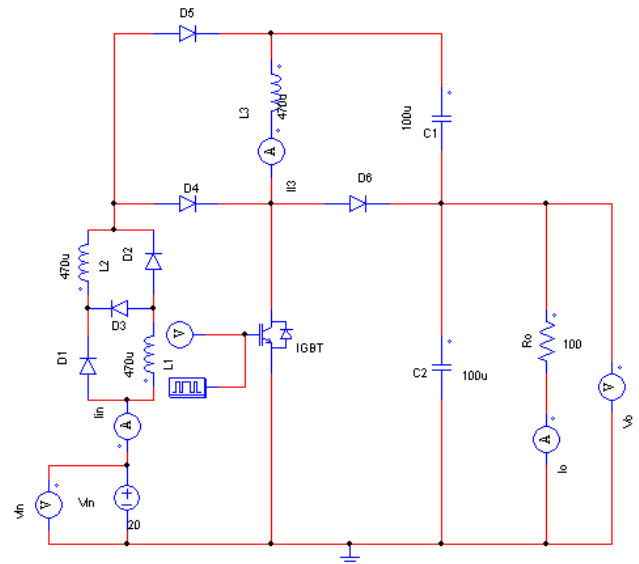 D5
L3
470u
A
Il3
100u
C1
D4
D6
470u
L2
D2
D3
D1
470u
L1
V
IGBT
C2
100u
Ro
100
Iin
A
A
Io
V
Vo
V
Vin
Vin
20